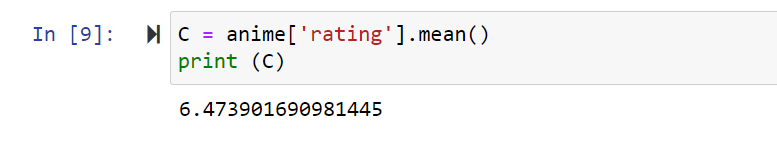 In [9]: C = anime['rating'].mean()
print (C)
6.473901690981445